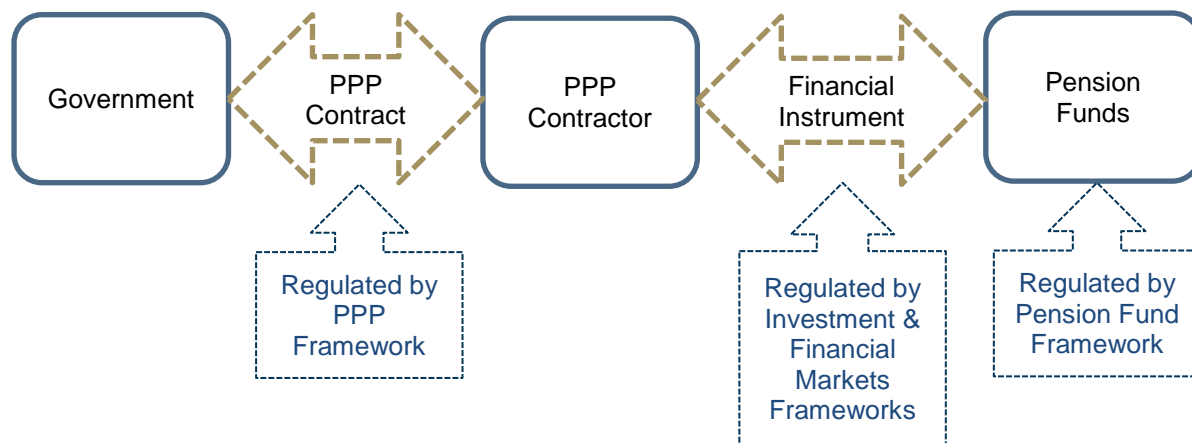 Government
PPP
Contract
PPP
Contractor
Financial
Instrument
Pension
Funds
Regulated by
PPP
Framework
Regulated by
Investment &
Financial
Markets
Frameworks
Regulated by
Pension Fund
Framework